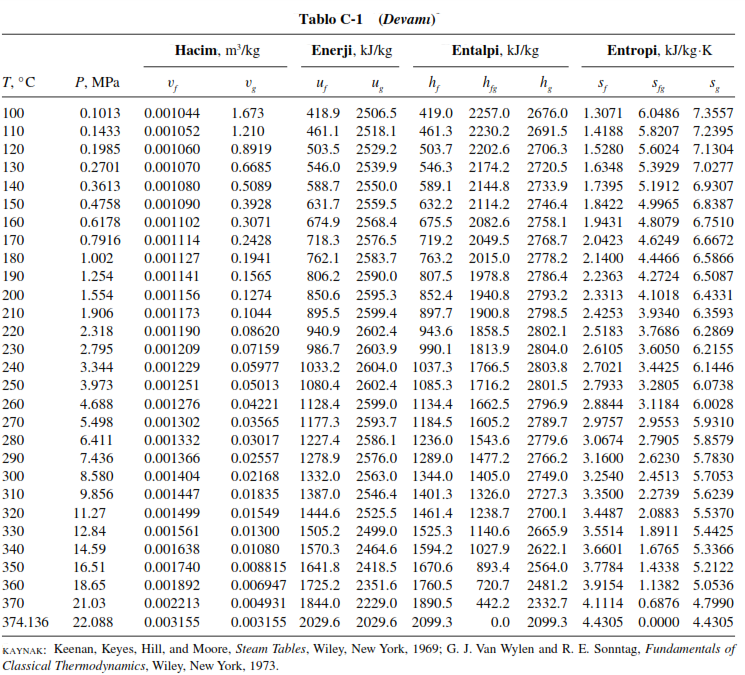 Tablo C-1 (Devamı)
Hacim, m³/kg Enerji, kJ/kg Entalpi, kJ/kg Entropi, kJ/kg·K
T, °C P, MPa v_f v_g u_f u_g h_f h_fg h_g s_f s_fg s_g
100 0.1013 0.001044 1.673 418.9 2506.5 419.0 2257.0 2676.0 1.3071 6.0486 7.3557
110 0.1433 0.001052 1.210 461.1 2518.1 461.3 2230.2 2691.5 1.4188 5.8207 7.2395
120 0.1985 0.001060 0.8919 503.5 2529.2 503.7 2202.6 2706.3 1.5280 5.6024 7.1304
130 0.2701 0.001070 0.6685 546.0 2539.9 546.3 2174.2 2720.5 1.6348 5.3929 7.0277
140 0.3613 0.001080 0.5089 588.7 2550.0 589.1 2144.8 2733.9 1.7395 5.1912 6.9307
150 0.4758 0.001090 0.3928 631.7 2559.5 632.2 2114.2 2746.4 1.8422 4.9965 6.8387
160 0.6178 0.001102 0.3071 674.9 2568.4 675.5 2082.6 2758.1 1.9431 4.8079 6.7510
170 0.7916 0.001114 0.2428 718.3 2576.5 719.2 2049.5 2768.7 2.0423 4.6249 6.6672
180 1.002 0.001127 0.1941 762.1 2583.7 763.2 2015.0 2778.2 2.1400 4.4466 6.5866
190 1.254 0.001141 0.1565 806.2 2590.0 807.5 1978.8 2786.4 2.2363 4.2724 6.5087
200 1.554 0.001156 0.1274 850.6 2595.3 852.4 1940.8 2793.2 2.3313 4.1018 6.4331
210 1.906 0.001173 0.1044 895.5 2599.4 897.7 1900.8 2798.5 2.4253 3.9340 6.3593
220 2.318 0.001190 0.08620 940.9 2602.4 943.6 1858.5 2802.1 2.5183 3.7686 6.2869
230 2.795 0.001209 0.07159 986.7 2603.9 990.1 1813.9 2804.0 2.6105 3.6050 6.2155
240 3.344 0.001229 0.05977 1033.2 2604.0 1037.3 1766.5 2803.8 2.7021 3.4425 6.1446
250 3.973 0.001251 0.05013 1080.4 2602.4 1085.3 1716.2 2801.5 2.7933 3.2805 6.0738
260 4.688 0.001276 0.04221 1128.4 2599.0 1134.4 1662.5 2796.9 2.8844 3.1184 6.0028
270 5.498 0.001302 0.03565 1177.3 2593.7 1184.5 1605.2 2789.7 2.9757 2.9553 5.9310
280 6.411 0.001332 0.03017 1227.4 2586.1 1236.0 1543.6 2779.6 3.0674 2.7905 5.8579
290 7.436 0.001366 0.02557 1278.9 2576.0 1289.0 1477.2 2766.2 3.1600 2.6230 5.7830
300 8.580 0.001404 0.02168 1332.0 2563.0 1344.0 1405.0 2749.0 3.2540 2.4513 5.7053
310 9.856 0.001447 0.01835 1387.0 2546.4 1401.3 1326.0 2727.3 3.3500 2.2739 5.6239
320 11.27 0.001499 0.01549 1444.6 2525.5 1461.4 1238.7 2700.1 3.4487 2.0883 5.5370
330 12.84 0.001561 0.01300 1505.2 2499.0 1525.3 1140.6 2665.9 3.5514 1.8911 5.4425
340 14.59 0.001638 0.01080 1570.3 2464.6 1594.2 1027.9 2622.1 3.6601 1.6765 5.3366
350 16.51 0.001740 0.008815 1641.8 2418.5 1670.6 893.4 2564.0 3.7784 1.4338 5.2122
360 18.65 0.001892 0.006947 1725.2 2351.6 1760.5 720.7 2481.2 3.9154 1.1382 5.0536
370 21.03 0.002213 0.004931 1844.0 2229.0 1890.5 442.2 2332.7 4.1114 0.6876 4.7990
374.136 22.088 0.003155 0.003155 2029.6 2029.6 2099.3 0.0 2099.3 4.4305 0.0000 4.4305
KAYNAK: Keenan, Keyes, Hill, and Moore, Steam Tables, Wiley, New York, 1969; G. J. Van Wylen and R. E. Sonntag, Fundamentals of
Classical Thermodynamics, Wiley, New York, 1973.